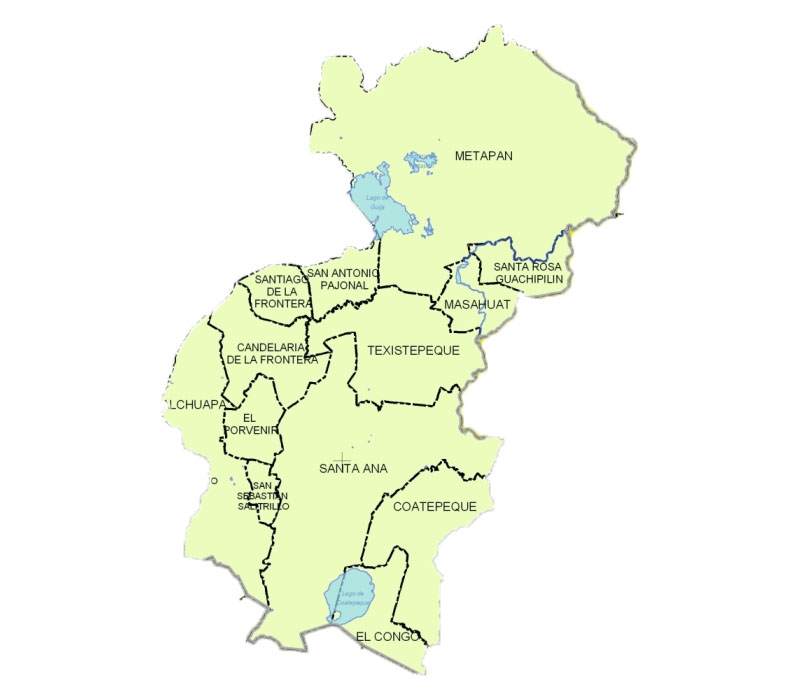 METAPAN
Lago de
Guija
SANTA ROSA
GUACHIPILIN
SAN ANTONIO
PAJONAL
SANTIAGO
DE LA
FRONTERA
MASAHUAT
CANDELARIA
DE LA FRONTERA
TEXISTEPEQUE
LCHUAPA
EL
PORVENIR
SANTA ANA
SAN
SEBASTIAN
SALITRILLO
COATEPEQUE
Lago de
Coatepeque
EL CONGO